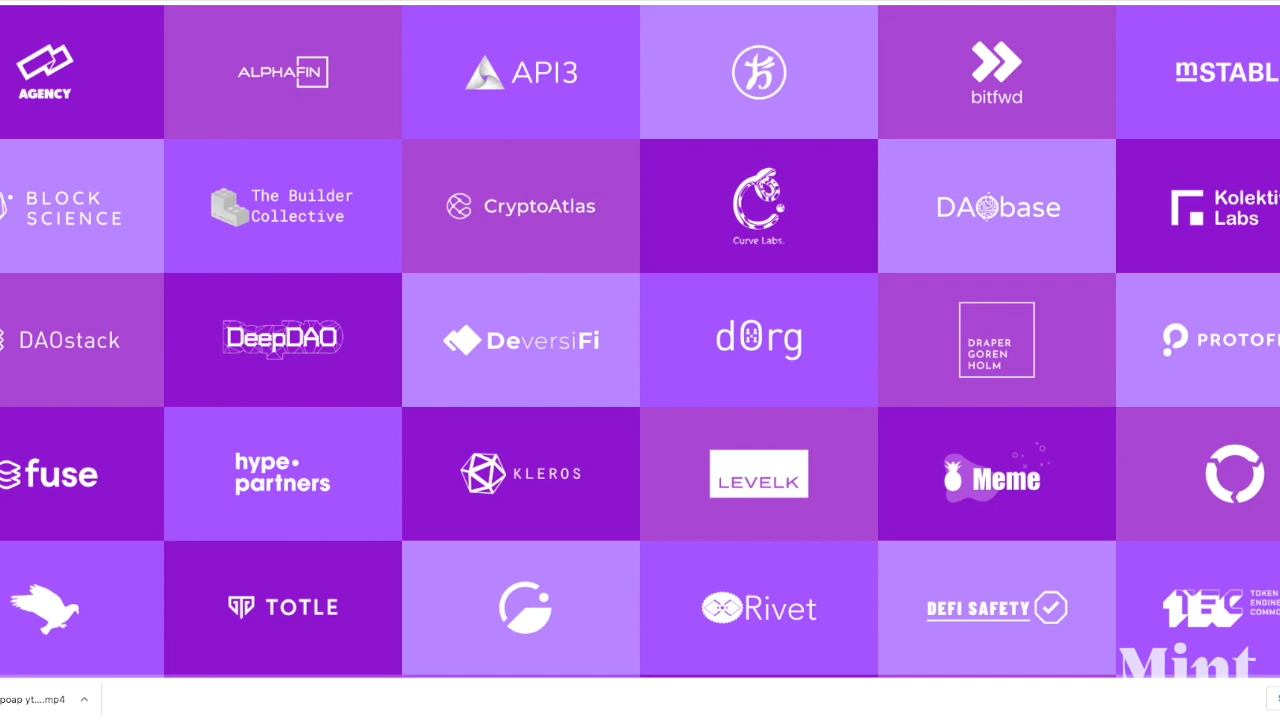 AGENCY
ALPHAFIN
API3
bitfwd
mSTABL
BLOCK
SCIENCE
The Builder
Collective
CryptoAtlas
Curve Labs.
DAObase
Kolekti
Labs
DAOstack
DeepDAO
DeversiFi
dOrg
DRAPER
GOREN
HOLM
PROTOF
fuse
hype•
partners
KLEROS
LEVELK
Meme
TOTLE
Rivet
DEFI SAFETY
TEC
TOKEN
ENGINE
COMMO
Mint
poap yt....mp4